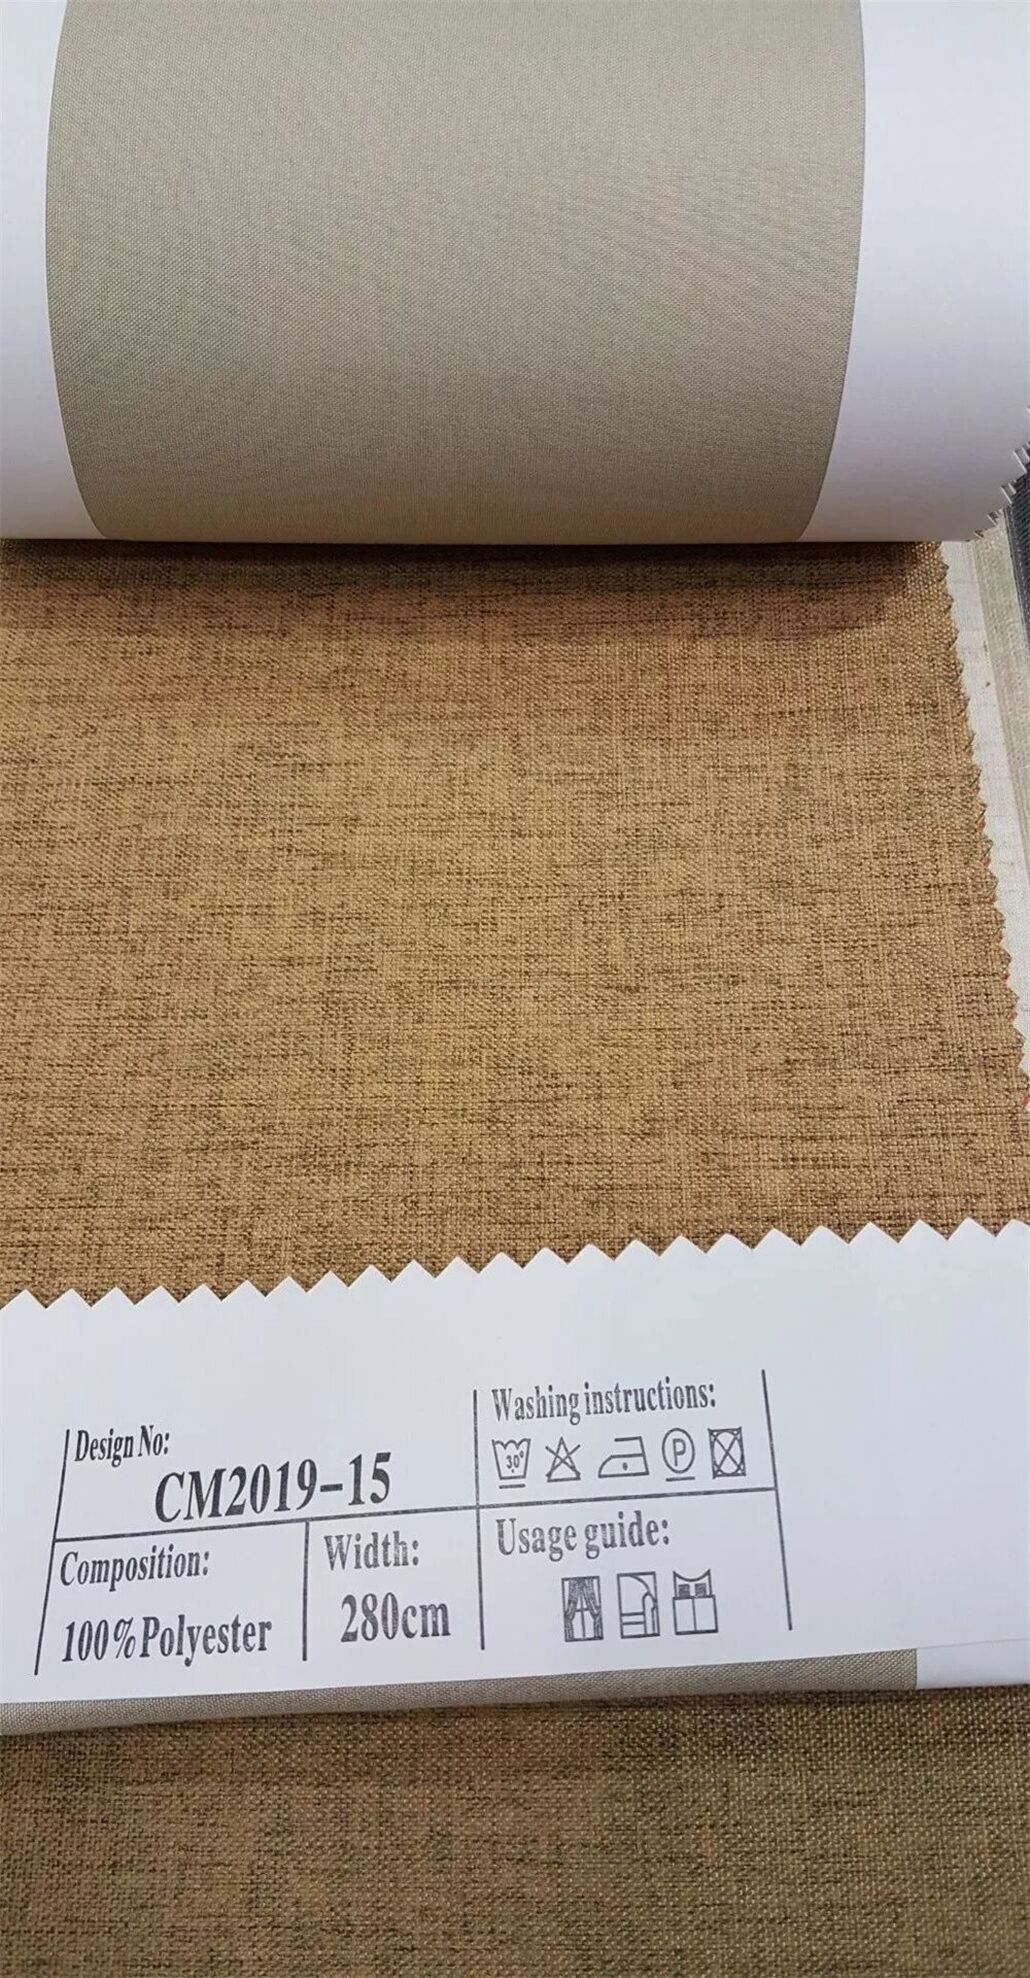 Design No:
CM2019-15
Composition:
100%Polyester
Width:
280cm
Washing instructions:
30°
P
Usage guide: